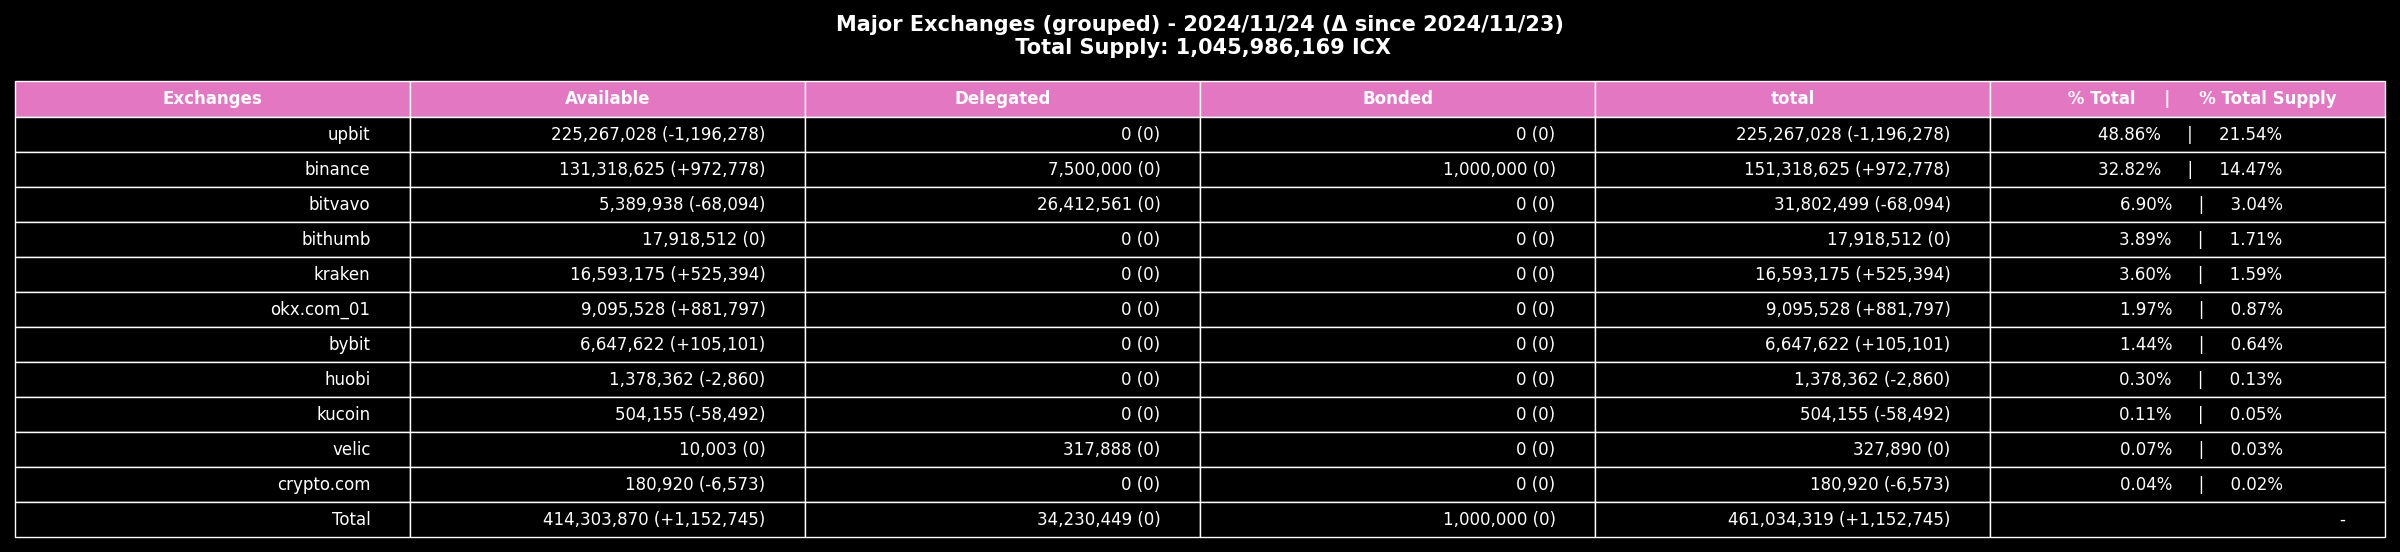 Major Exchanges (grouped) - 2024/11/24 (Δ since 2024/11/23)
Total Supply: 1,045,986,169 ICX
Exchanges Available Delegated Bonded total % Total | % Total Supply
upbit 225,267,028 (-1,196,278) 0 (0) 0 (0) 225,267,028 (-1,196,278) 48.86% | 21.54%
binance 131,318,625 (+972,778) 7,500,000 (0) 1,000,000 (0) 151,318,625 (+972,778) 32.82% | 14.47%
bitvavo 5,389,938 (-68,094) 26,412,561 (0) 0 (0) 31,802,499 (-68,094) 6.90% | 3.04%
bithumb 17,918,512 (0) 0 (0) 0 (0) 17,918,512 (0) 3.89% | 1.71%
kraken 16,593,175 (+525,394) 0 (0) 0 (0) 16,593,175 (+525,394) 3.60% | 1.59%
okx.com_01 9,095,528 (+881,797) 0 (0) 0 (0) 9,095,528 (+881,797) 1.97% | 0.87%
bybit 6,647,622 (+105,101) 0 (0) 0 (0) 6,647,622 (+105,101) 1.44% | 0.64%
huobi 1,378,362 (-2,860) 0 (0) 0 (0) 1,378,362 (-2,860) 0.30% | 0.13%
kucoin 504,155 (-58,492) 0 (0) 0 (0) 504,155 (-58,492) 0.11% | 0.05%
velic 10,003 (0) 317,888 (0) 0 (0) 327,890 (0) 0.07% | 0.03%
crypto.com 180,920 (-6,573) 0 (0) 0 (0) 180,920 (-6,573) 0.04% | 0.02%
Total 414,303,870 (+1,152,745) 34,230,449 (0) 1,000,000 (0) 461,034,319 (+1,152,745) -